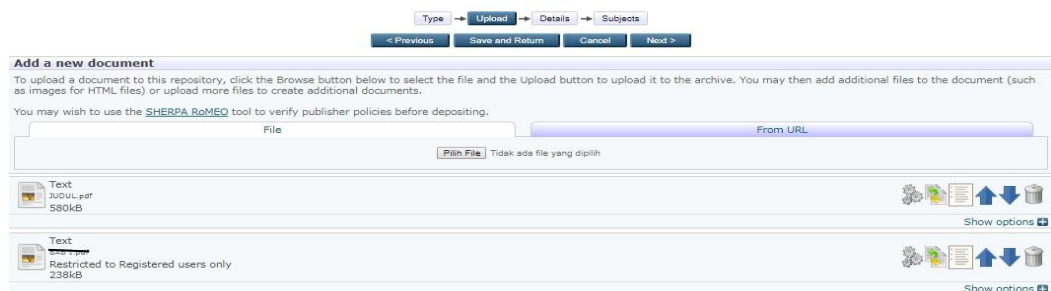 Type → Upload → Details → Subjects
< Previous Save and Return Cancel Next >
Add a new document
To upload a document to this repository, click the Browse button below to select the file and the Upload button to upload it to the archive. You may then add additional files to the document (such
as images for HTML files) or upload more files to create additional documents.
You may wish to use the SHERPA RoMEO tool to verify publisher policies before depositing.
File From URL
Pilih File Tidak ada file yang dipilih
Text
JUDUL.pdf
580kB
Show options
Text
Restricted to Registered users only
238kB
Show options